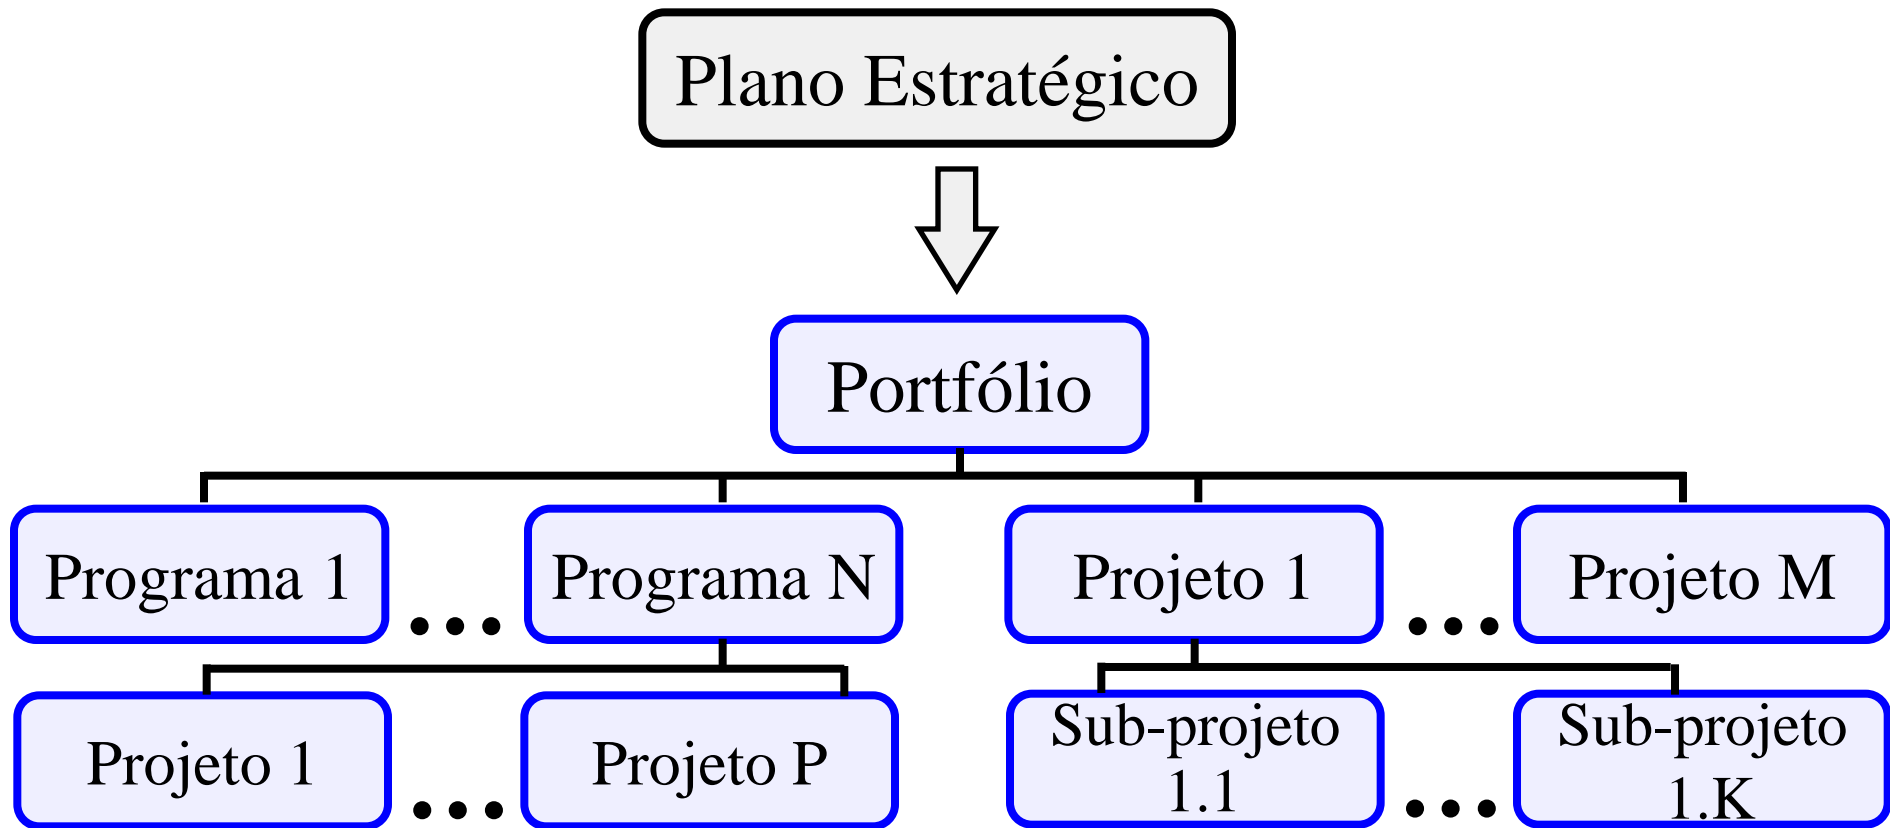 Plano Estratégico
Portfólio
Programa 1
...
Programa N
Projeto 1
...
Projeto M
Projeto 1
...
Projeto P
Sub-projeto
1.1
...
Sub-projeto
1.K